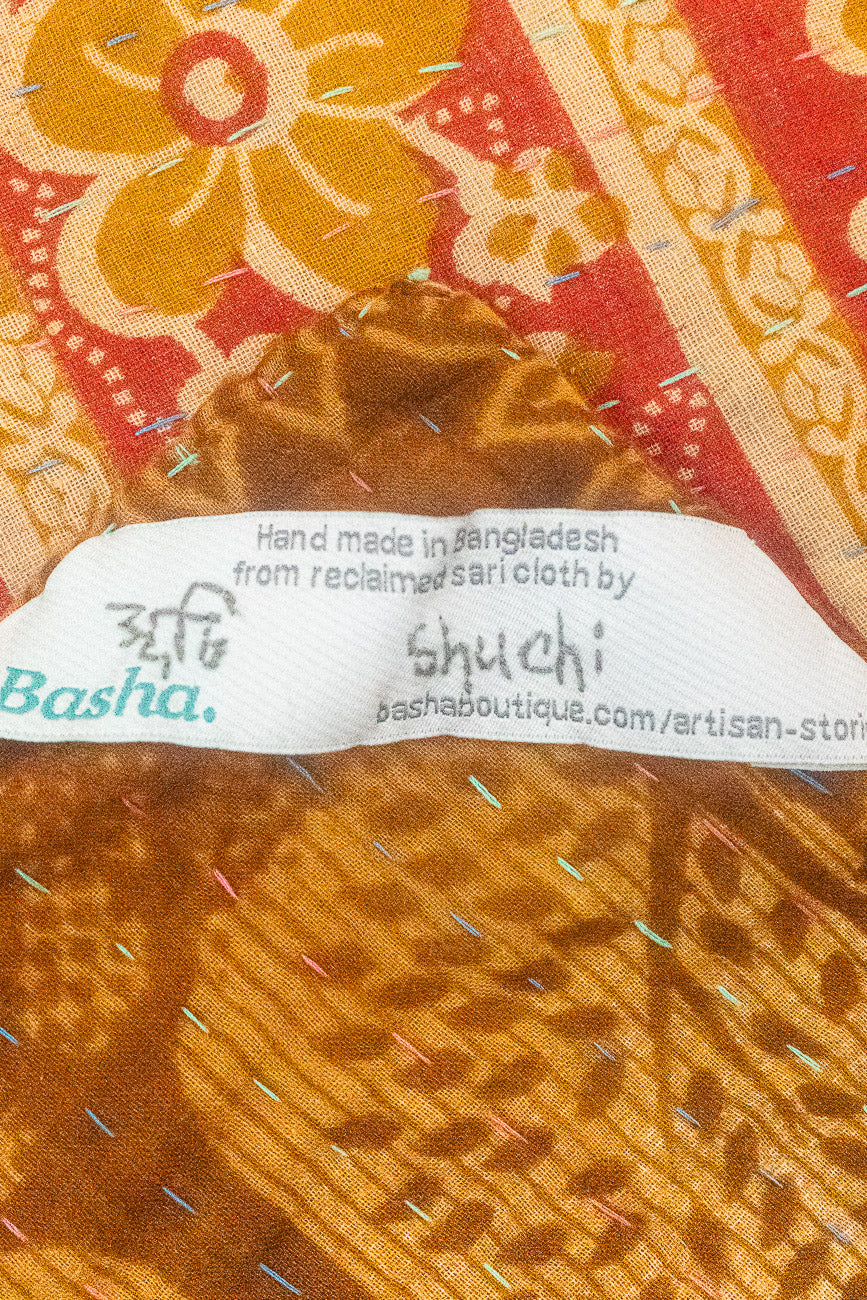 Hand made in Bangladesh
from reclaimed sari cloth by
Shuchi
Basha.
bashaboutique.com/artisan-stori